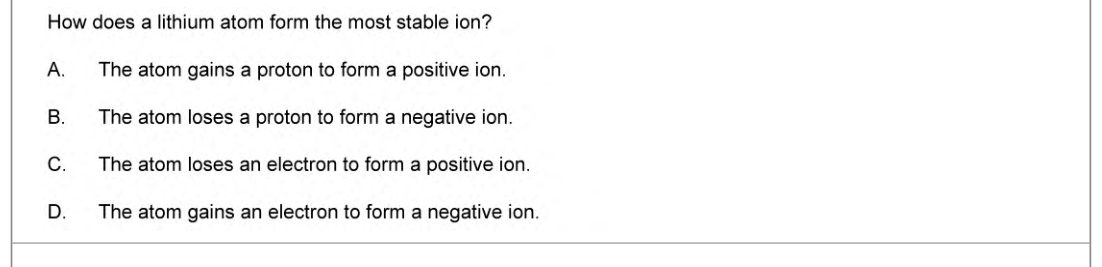 How does a lithium atom form the most stable ion?
A. The atom gains a proton to form a positive ion.
B. The atom loses a proton to form a negative ion.
C. The atom loses an electron to form a positive ion.
D. The atom gains an electron to form a negative ion.